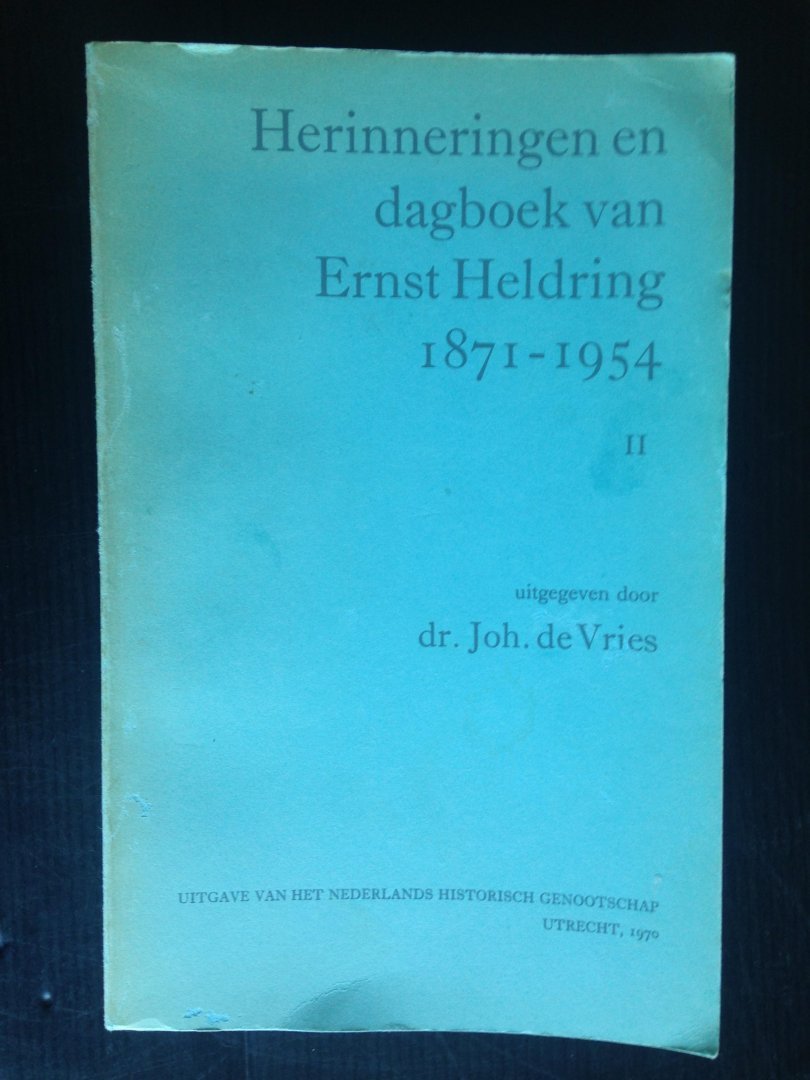 Herinneringen en
dagboek van
Ernst Heldring
1871-1954
II
uitgegeven door
dr. Joh. de Vries
UITGAVE VAN HET NEDERLANDS HISTORISCH GENOOTSCHAP
UTRECHT, 1970